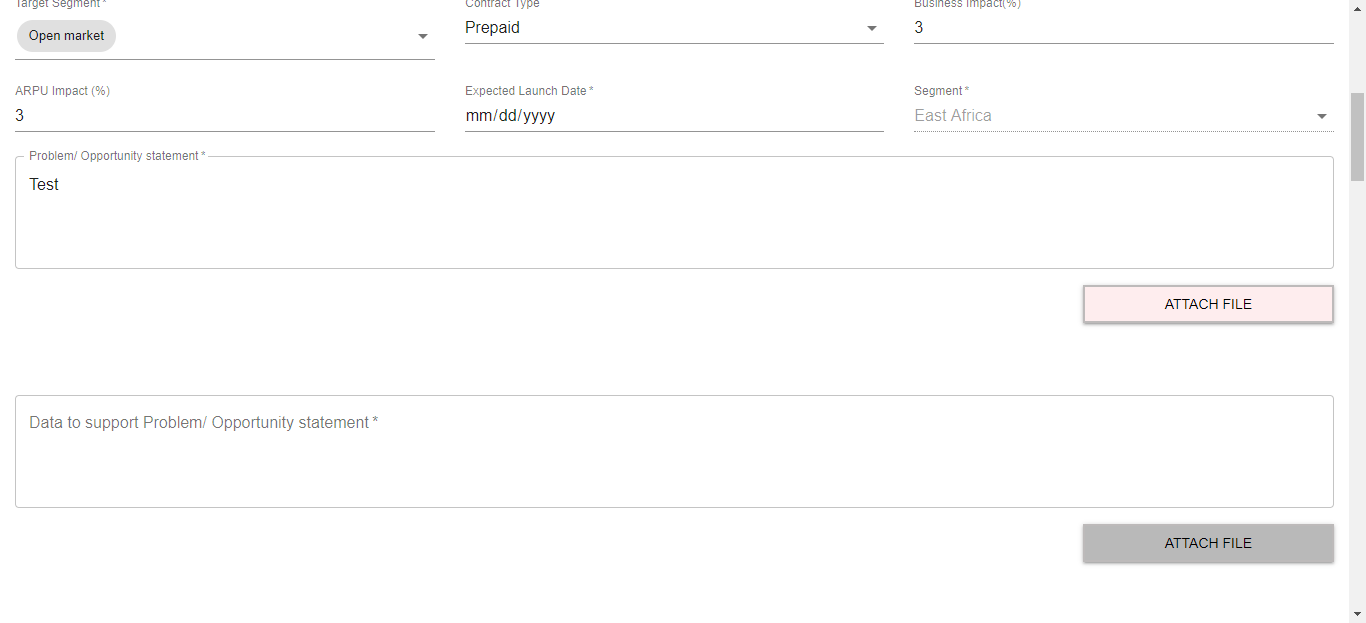 Target Segment *
Contract Type
Business Impact(%)
Open market
Prepaid
3
ARPU Impact (%)
Expected Launch Date *
Segment *
3
mm/dd/yyyy
East Africa
Problem/ Opportunity statement *
Test
ATTACH FILE
Data to support Problem/ Opportunity statement *
ATTACH FILE